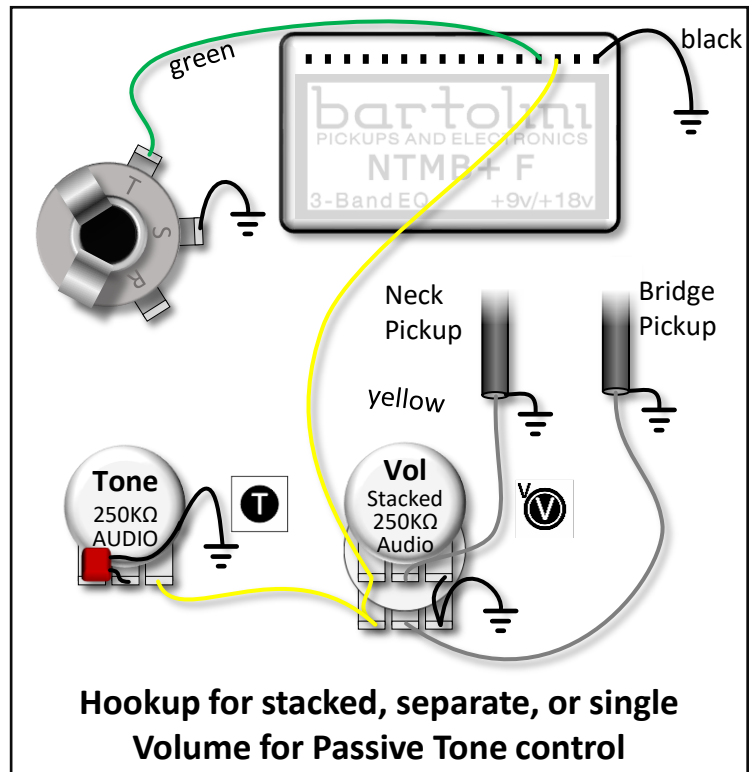 green
black
bartolini
PICKUPS AND ELECTRONICS
NTMB+ F
3-Band EQ +9v/+18v
T
S
R
Neck
Pickup
Bridge
Pickup
yellow
Tone
250KΩ
AUDIO
T
Vol
Stacked
250KΩ
Audio
V
V
Hookup for stacked, separate, or single
Volume for Passive Tone control